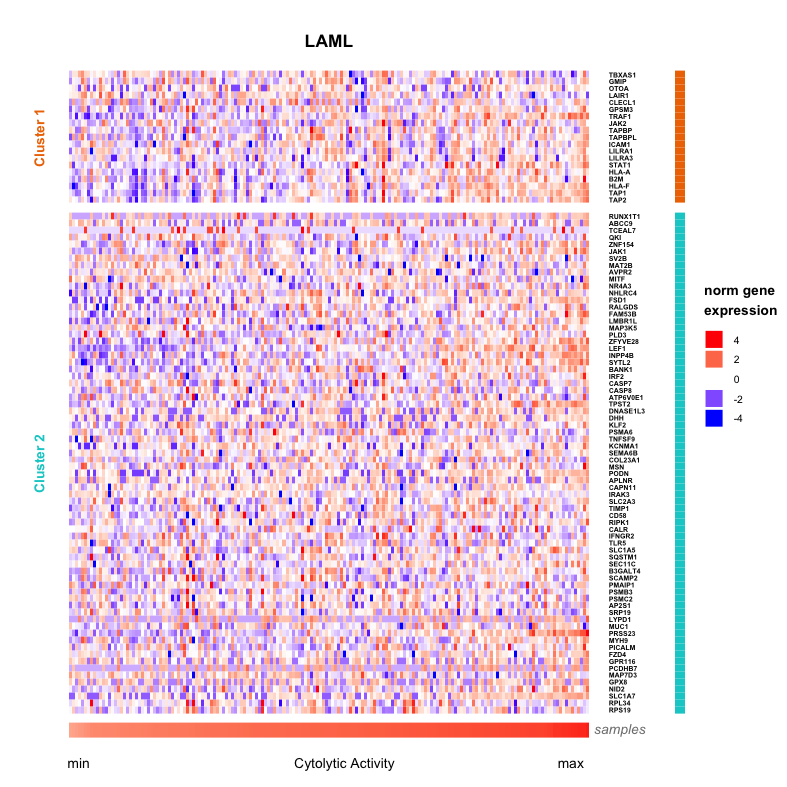 LAML
Cluster 1
TBXAS1
GMIP
OTOA
LAIR1
CLECL1
GPSM3
TRAF1
JAK2
TAPBP
TAPBPL
ICAM1
LILRA1
LILRA3
STAT1
HLA-A
B2M
HLA-F
TAP1
TAP2
Cluster 2
RUNX1T1
ABCC9
TCEAL7
QKI
ZNF154
JAK1
SV2B
MAT2B
AVPR2
MITF
NR4A3
NHLRC4
FSD1
RALGDS
FAM53B
LMBR1L
MAP3K5
PLD3
ZFYVE28
LEF1
INPP4B
SYTL2
BANK1
IRF2
CASP7
CASP8
ATP6V0E1
TPST2
DNASE1L3
DHH
KLF2
PSMA6
TNFSF9
KCNMA1
SEMA6B
COL23A1
MSN
PODN
APLNR
CAPN11
IRAK3
SLC2A3
TIMP1
CD58
RIPK1
CALR
IFNGR2
TLR5
SLC1A5
SQSTM1
SEC11C
B3GALT4
SCAMP2
PMAIP1
PSMB3
PSMC2
AP2S1
SRP19
LYPD1
MUC1
PRSS23
MYH9
PICALM
FZD4
GPR116
PCDHB7
MAP7D3
GPX8
NID2
SLC1A7
RPL34
RPS19
norm gene
expression
4
2
0
-2
-4
samples
min Cytolytic Activity max